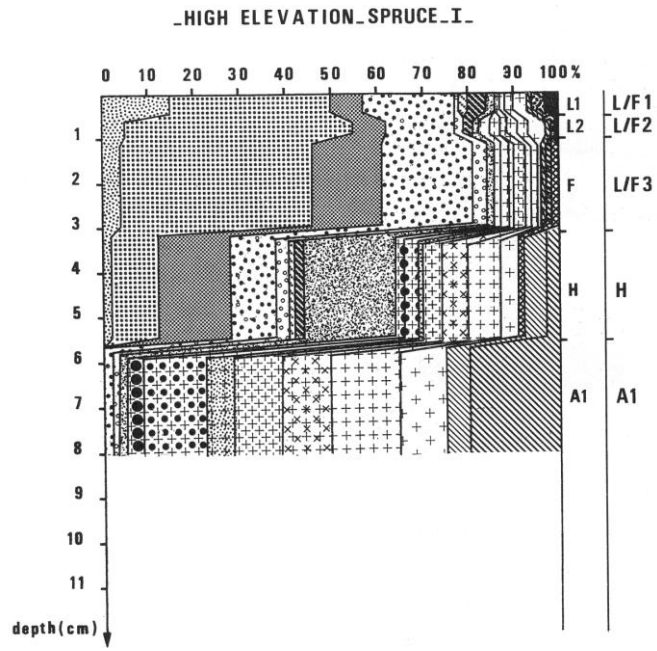 _HIGH ELEVATION_SPRUCE_I_
0 10 20 30 40 50 60 70 80 30 100 %
L1 L/F1
1 L2 L/F2
2 F L/F3
3
4 H H
5
6
7 A1 A1
8
9
10
11
depth(cm)